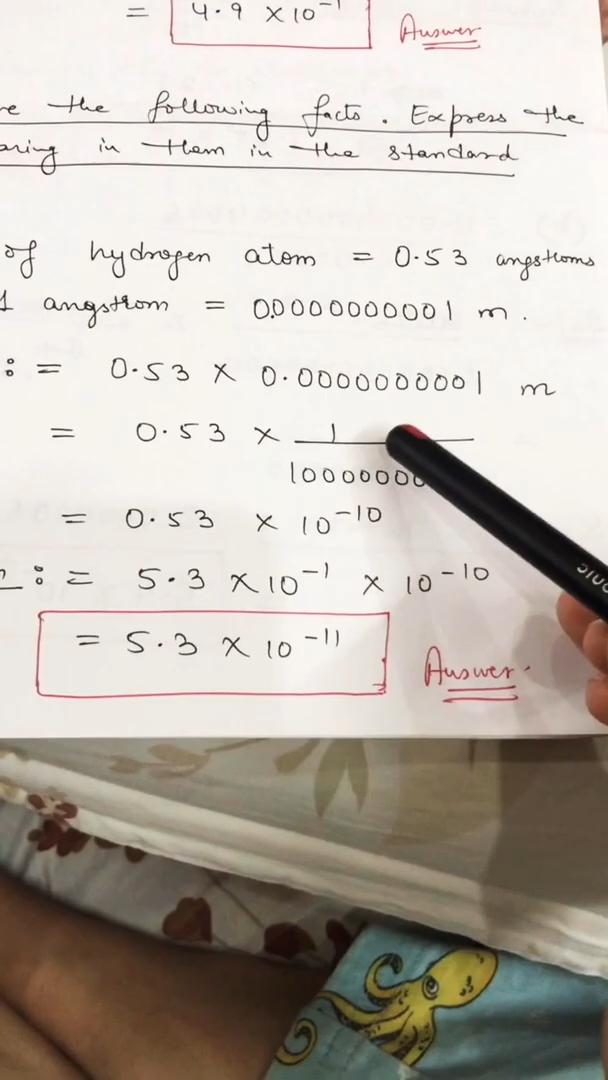 = 4.9 × 10⁻¹ Answer
the following facts. Express the
in them in the standard
of hydrogen atom = 0.53 angstroms
1 angstrom = 0.0000000001 m.
:= 0.53 × 0.0000000001 m
= 0.53 × 1
10000000
= 0.53 × 10⁻¹⁰
:= 5.3 × 10⁻¹ × 10⁻¹⁰
= 5.3 × 10⁻¹¹ Answer.